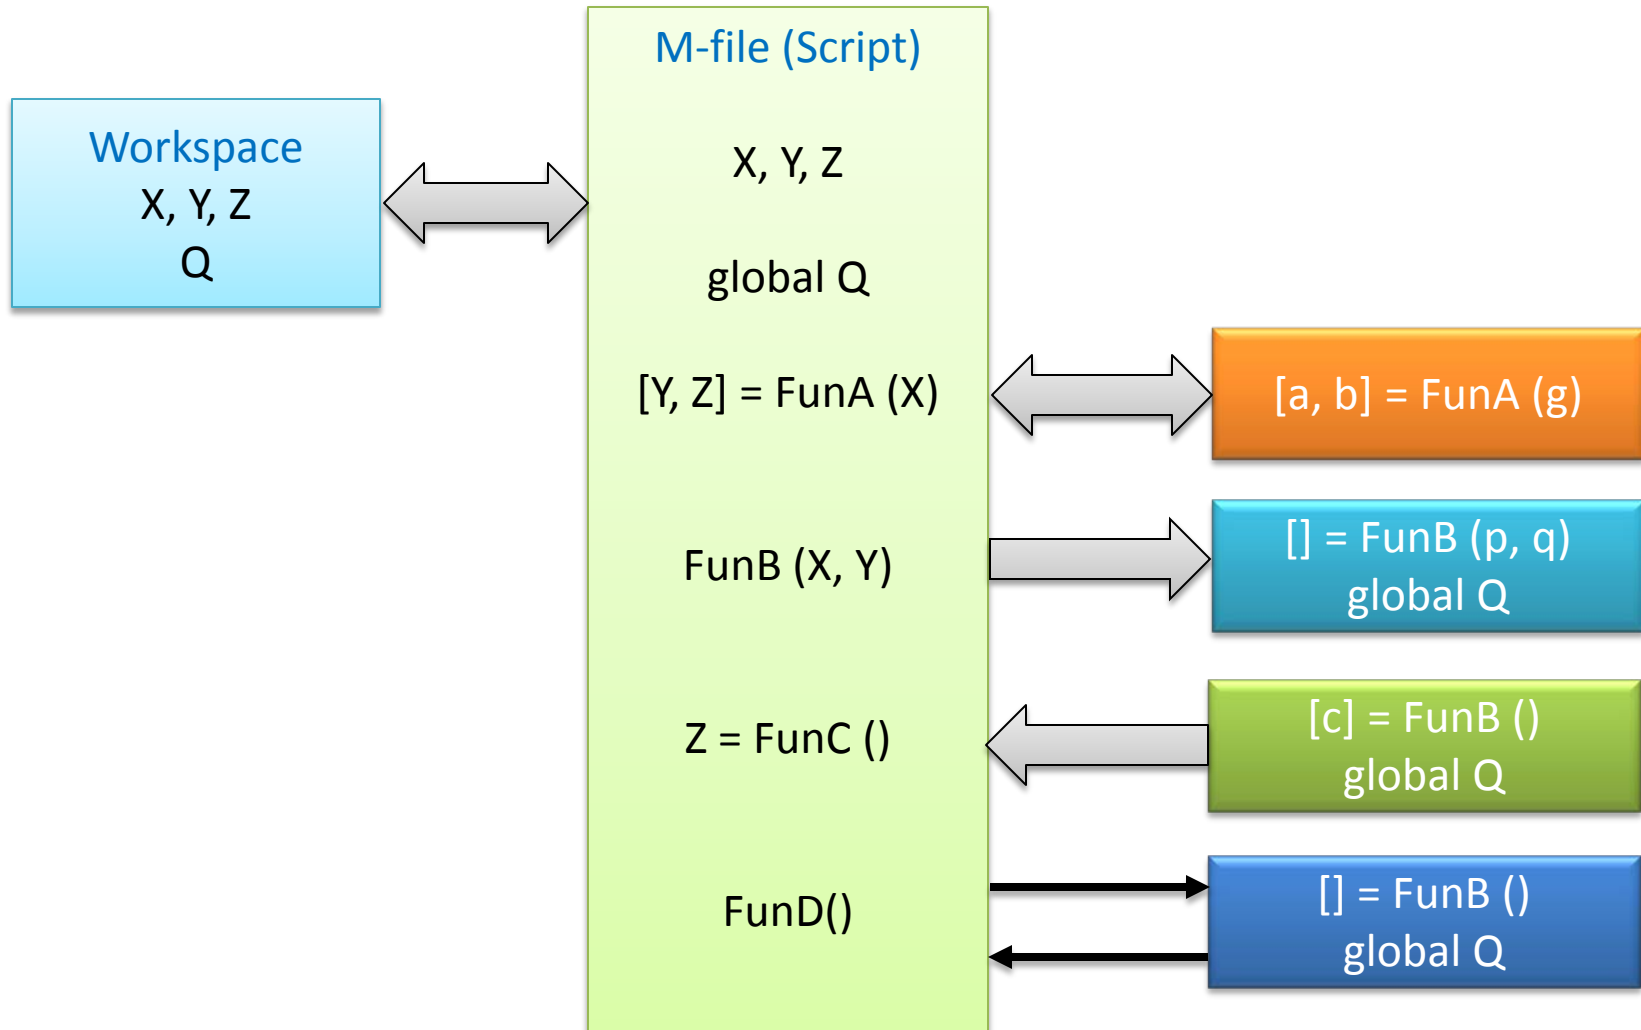 M-file (Script)
Workspace
X, Y, Z
Q
X, Y, Z
global Q
[Y, Z] = FunA (X)
[a, b] = FunA (g)
FunB (X, Y)
[] = FunB (p, q)
global Q
Z = FunC ()
[c] = FunB ()
global Q
FunD()
[] = FunB ()
global Q